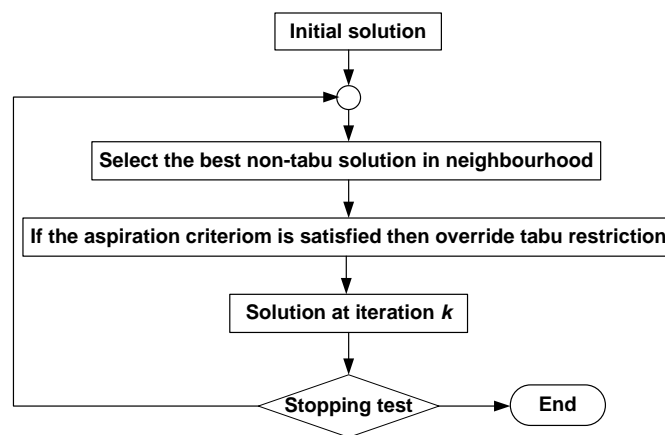 Initial solution
Select the best non-tabu solution in neighbourhood
If the aspiration criteriom is satisfied then override tabu restriction
Solution at iteration k
Stopping test
End